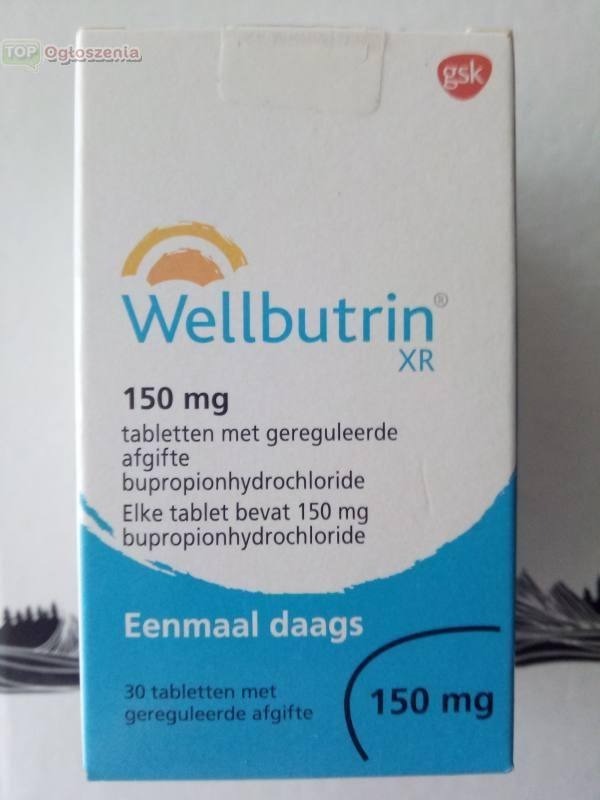 TOP Ogłoszenia
gsk
Wellbutrin®
XR
150 mg
tabletten met gereguleerde
afgifte
bupropionhydrochloride
Elke tablet bevat 150 mg
bupropionhydrochloride
Eenmaal daags
30 tabletten met
gereguleerde afgifte
150 mg